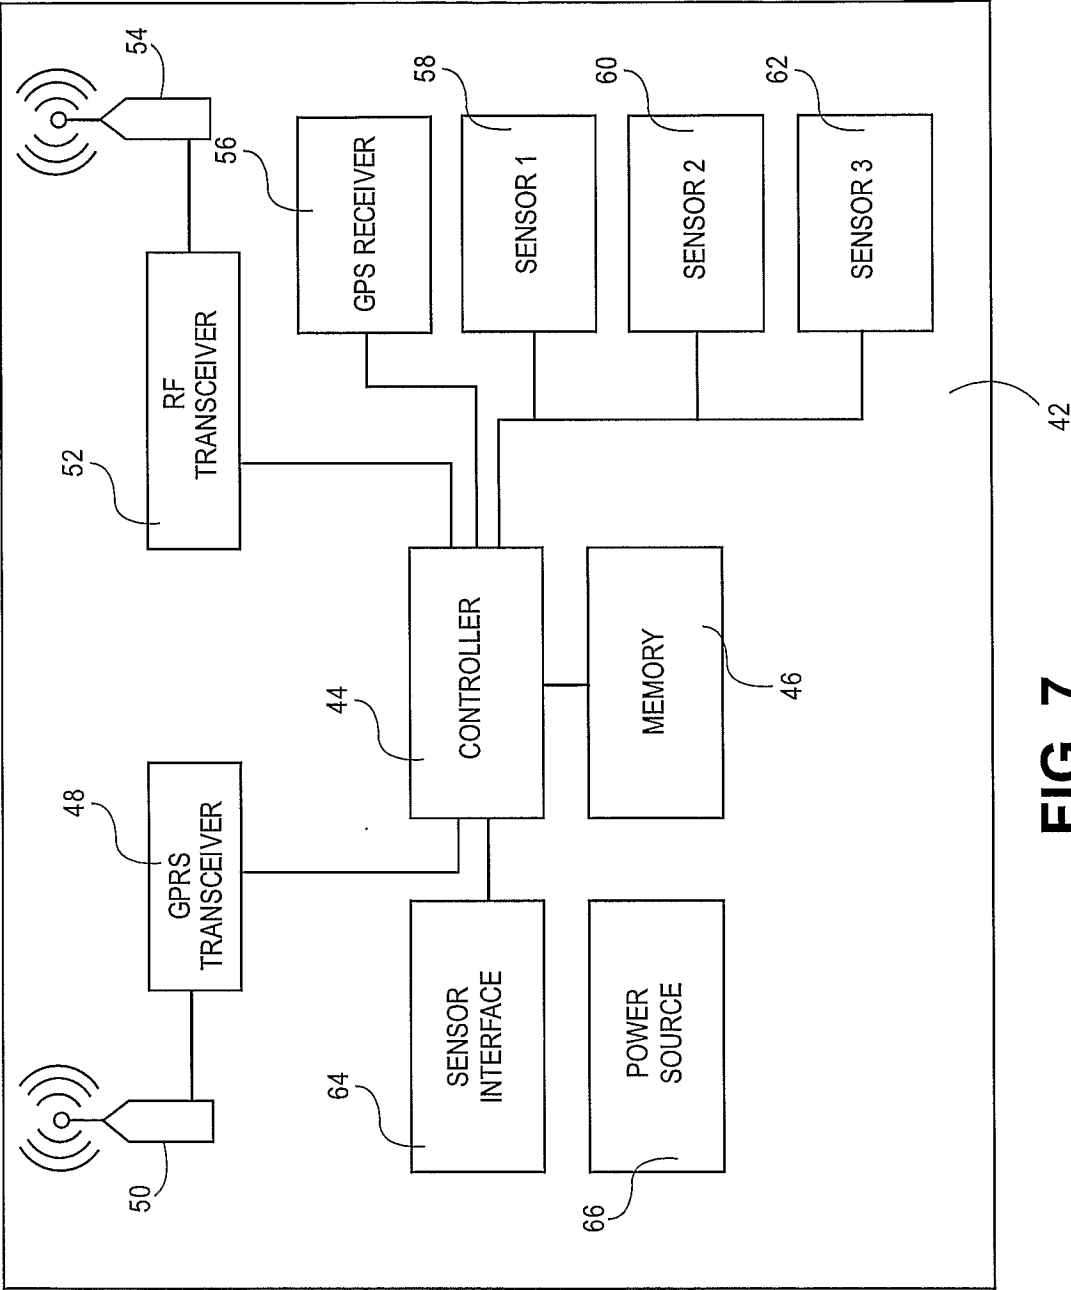 50
54
48
GPRS
TRANSCEIVER
52
RF
TRANSCEIVER
56
GPS RECEIVER
64
SENSOR
INTERFACE
44
CONTROLLER
58
SENSOR 1
66
POWER
SOURCE
MEMORY
46
60
SENSOR 2
62
SENSOR 3
42
FIG. 7